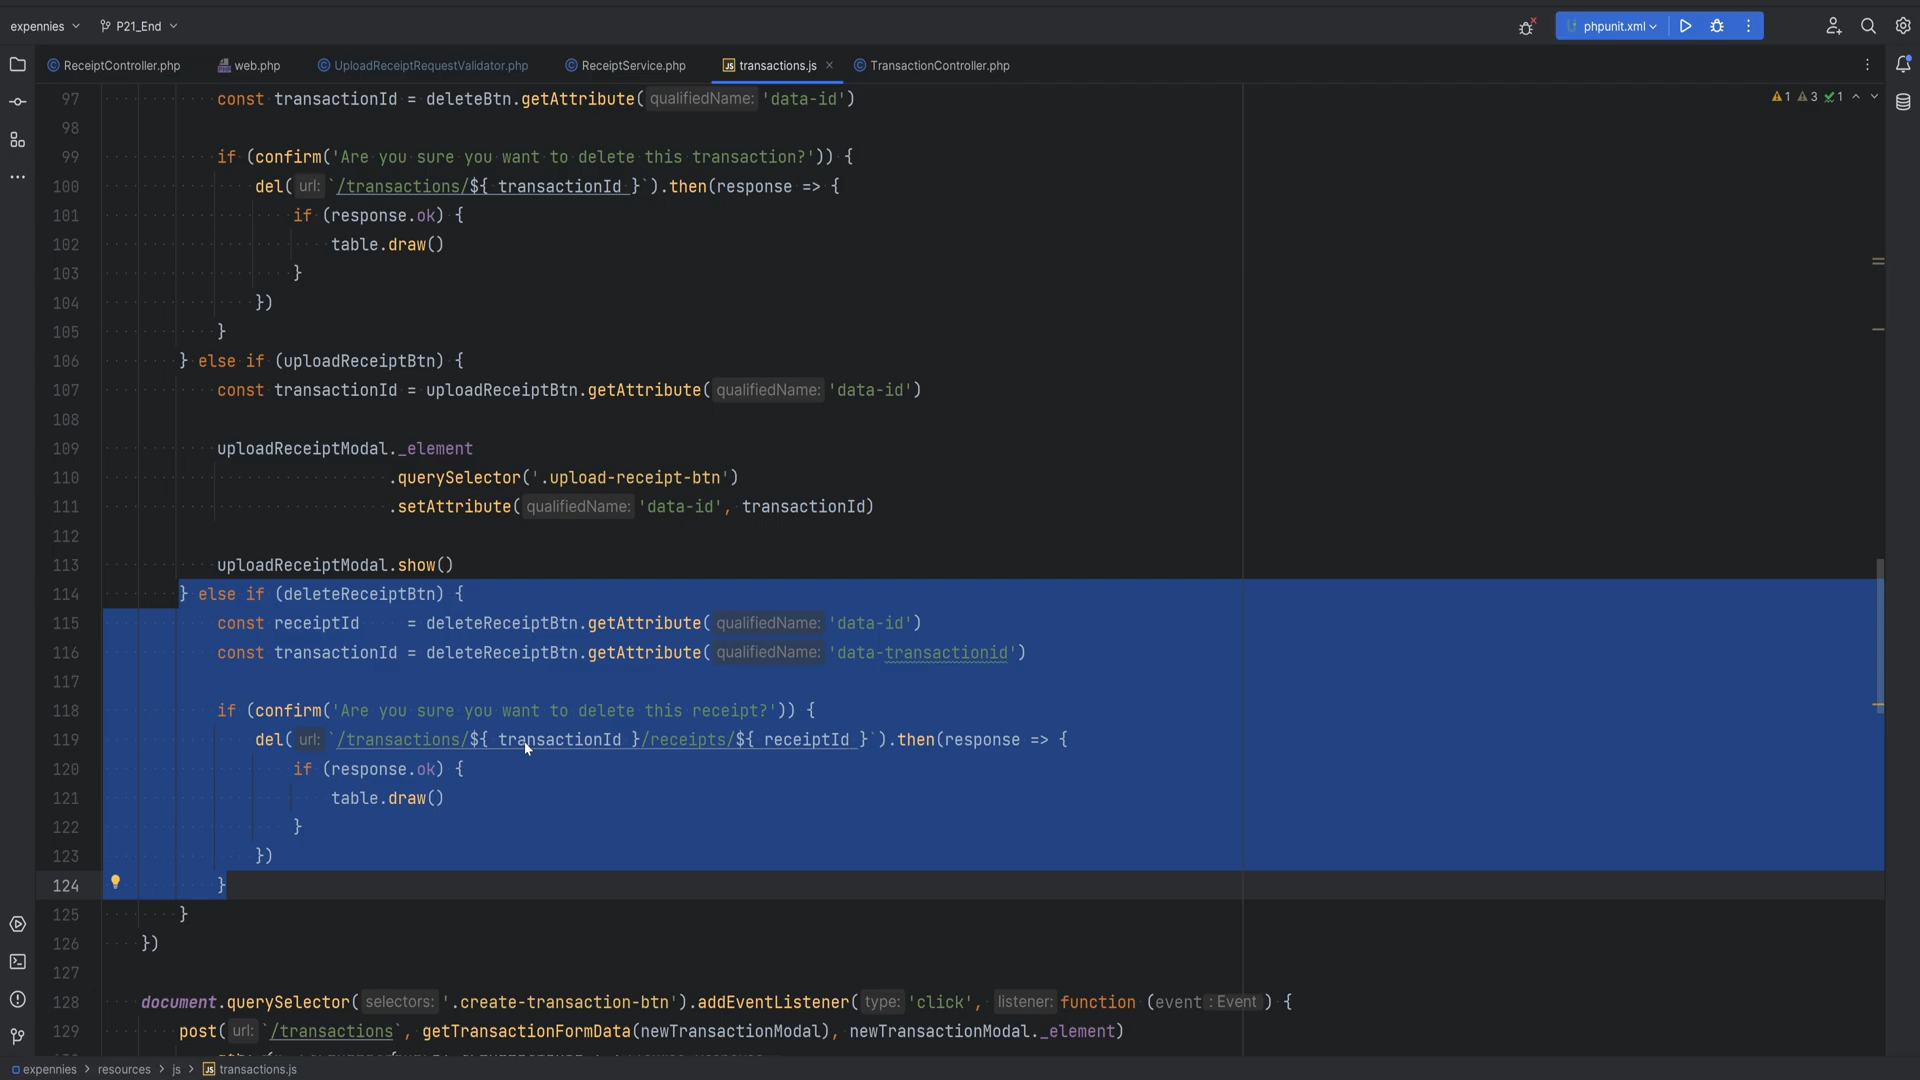 expennies P21_End phpunit.xml
ReceiptController.php web.php UploadReceiptRequestValidator.php ReceiptService.php transactions.js TransactionController.php
1 3 1
97 const transactionId = deleteBtn.getAttribute( qualifiedName: 'data-id')
98
99 if (confirm('Are you sure you want to delete this transaction?')) {
100 del( url: `/transactions/${ transactionId }`).then(response => {
101 if (response.ok) {
102 table.draw()
103 }
104 })
105 }
106 } else if (uploadReceiptBtn) {
107 const transactionId = uploadReceiptBtn.getAttribute( qualifiedName: 'data-id')
108
109 uploadReceiptModal._element
110 .querySelector('.upload-receipt-btn')
111 .setAttribute( qualifiedName: 'data-id', transactionId)
112
113 uploadReceiptModal.show()
114 } else if (deleteReceiptBtn) {
115 const receiptId = deleteReceiptBtn.getAttribute( qualifiedName: 'data-id')
116 const transactionId = deleteReceiptBtn.getAttribute( qualifiedName: 'data-transactionid')
117
118 if (confirm('Are you sure you want to delete this receipt?')) {
119 del( url: `/transactions/${ transactionId }/receipts/${ receiptId }`).then(response => {
120 if (response.ok) {
121 table.draw()
122 }
123 })
124 }
125 }
126 })
127
128 document.querySelector( selectors: '.create-transaction-btn').addEventListener( type: 'click', listener: function (event : Event ) {
129 post( url: `/transactions`, getTransactionFormData(newTransactionModal), newTransactionModal._element)
expennies > resources > js > transactions.js